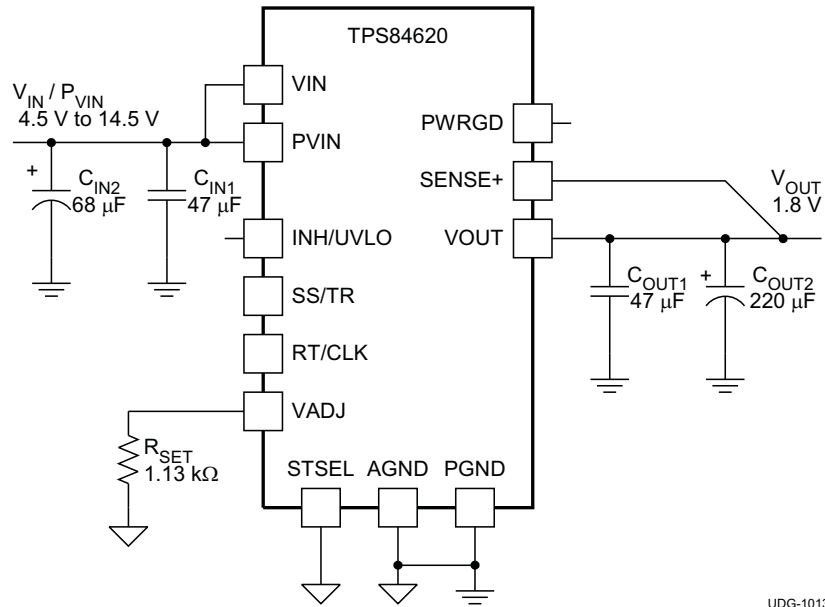 TPS84620
VIN
V_IN / P_VIN
4.5 V to 14.5 V
PWRGD
PVIN
+
C_IN2
68 μF
C_IN1
47 μF
SENSE+
V_OUT
1.8 V
INH/UVLO
VOUT
C_OUT1
47 μF
+
C_OUT2
220 μF
SS/TR
RT/CLK
VADJ
R_SET
1.13 kΩ
STSEL
AGND
PGND